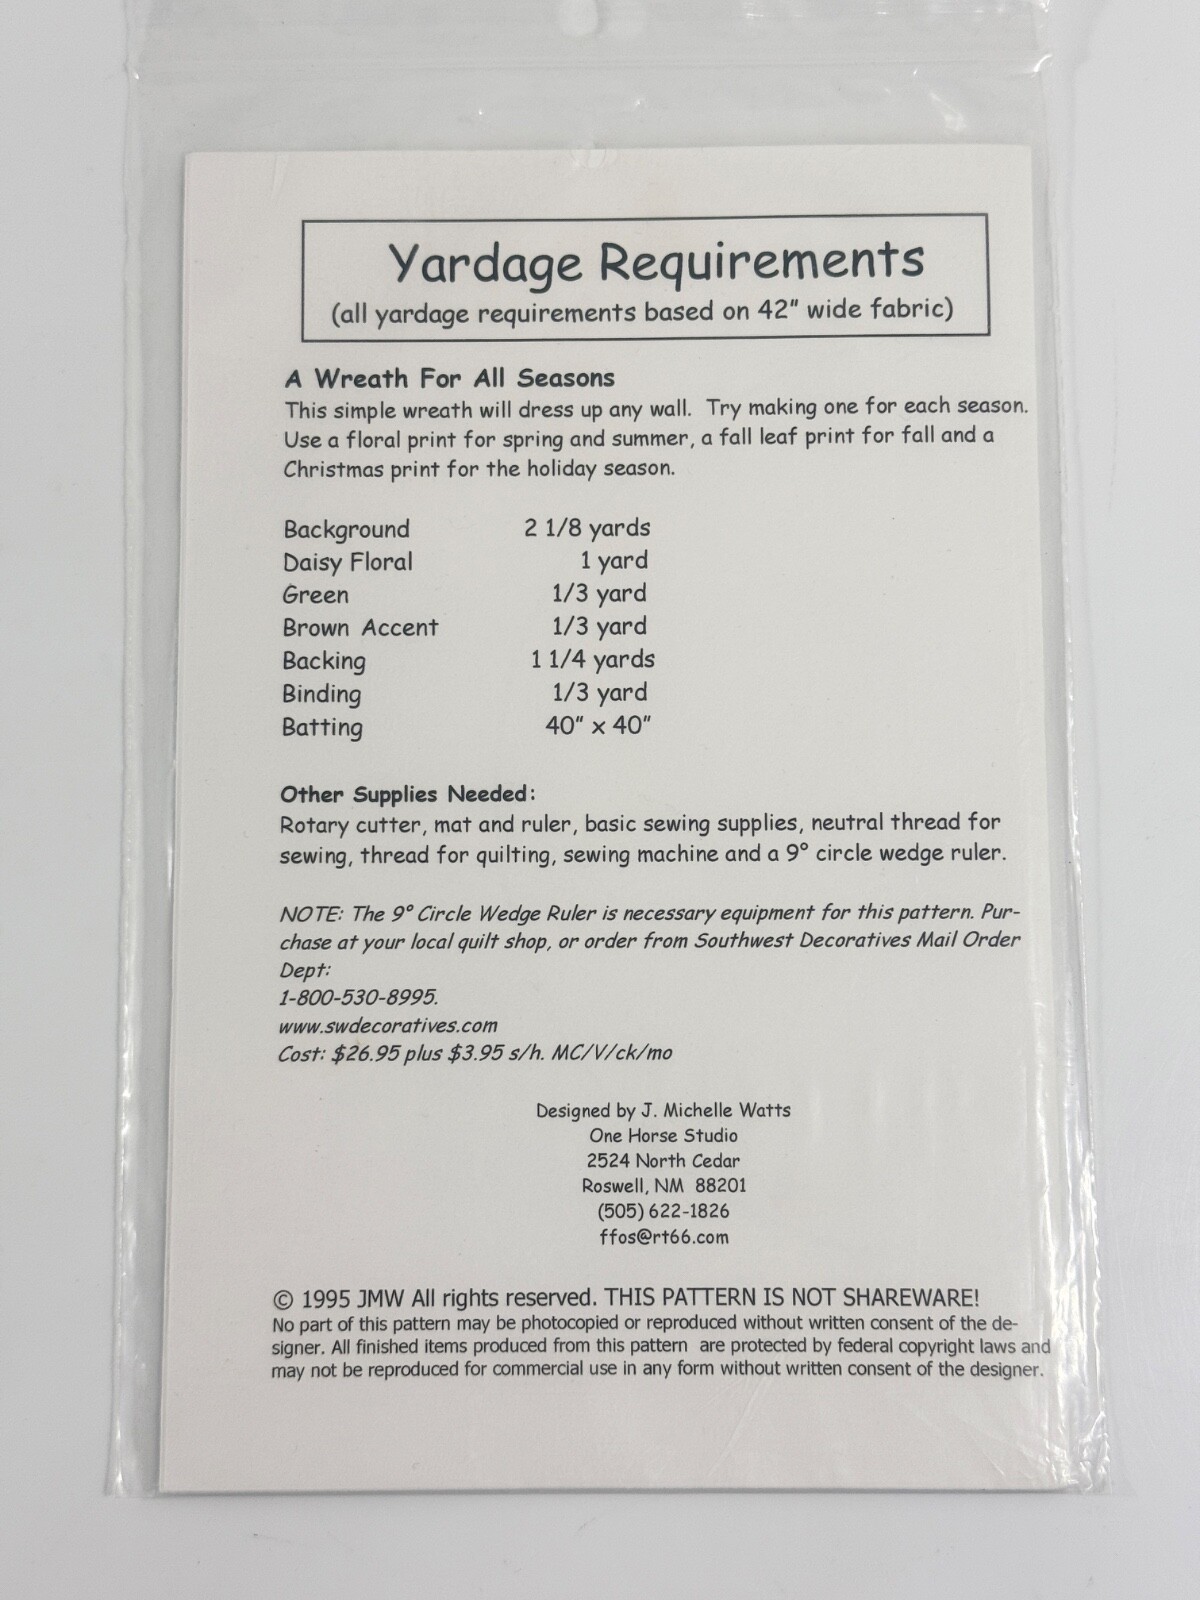 Yardage Requirements
(all yardage requirements based on 42" wide fabric)
A Wreath For All Seasons
This simple wreath will dress up any wall. Try making one for each season.
Use a floral print for spring and summer, a fall leaf print for fall and a
Christmas print for the holiday season.
Background 2 1/8 yards
Daisy Floral 1 yard
Green 1/3 yard
Brown Accent 1/3 yard
Backing 1 1/4 yards
Binding 1/3 yard
Batting 40" x 40"
Other Supplies Needed:
Rotary cutter, mat and ruler, basic sewing supplies, neutral thread for
sewing, thread for quilting, sewing machine and a 9° circle wedge ruler.
NOTE: The 9° Circle Wedge Ruler is necessary equipment for this pattern. Pur-
chase at your local quilt shop, or order from Southwest Decoratives Mail Order
Dept:
1-800-530-8995.
www.swdecoratives.com
Cost: $26.95 plus $3.95 s/h. MC/V/ck/mo
Designed by J. Michelle Watts
One Horse Studio
2524 North Cedar
Roswell, NM 88201
(505) 622-1826
ffos@rt66.com
© 1995 JMW All rights reserved. THIS PATTERN IS NOT SHAREWARE!
No part of this pattern may be photocopied or reproduced without written consent of the de-
signer. All finished items produced from this pattern are protected by federal copyright laws and
may not be reproduced for commercial use in any form without written consent of the designer.